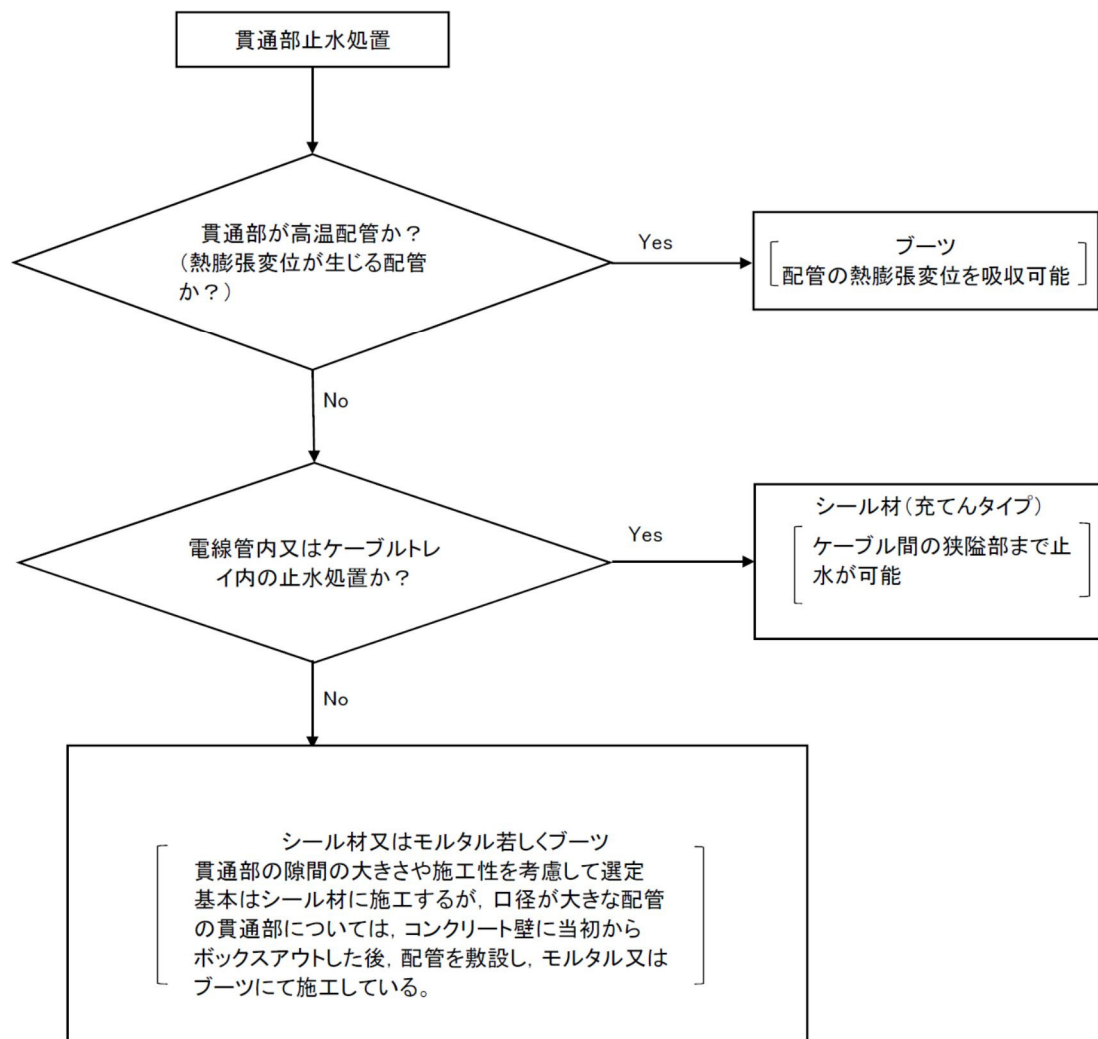 貫通部止水処置
貫通部が高温配管か？
（熱膨張変位が生じる配管
か？）
Yes
ブーツ
配管の熱膨張変位を吸収可能
No
電線管内又はケーブルトレ
イ内の止水処置か？
Yes
シール材（充てんタイプ）
ケーブル間の狭隘部まで止
水が可能
No
シール材又はモルタル若しくブーツ
貫通部の隙間の大きさや施工性を考慮して選定
基本はシール材に施工するが，口径が大きな配管
の貫通部については，コンクリート壁に当初から
ボックスアウトした後，配管を敷設し，モルタル又は
ブーツにて施工している。